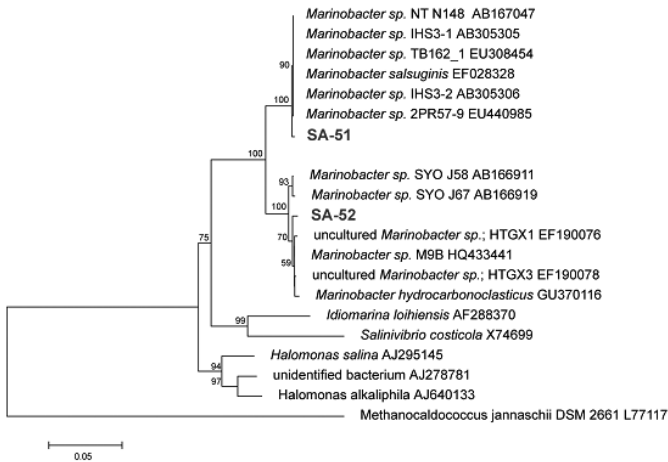 Marinobacter sp. NT N148 AB167047
Marinobacter sp. IHS3-1 AB305305
Marinobacter sp. TB162_1 EU308454
90
Marinobacter salsuginis EF028328
Marinobacter sp. IHS3-2 AB305306
100
Marinobacter sp. 2PR57-9 EU440985
SA-51
100
Marinobacter sp. SYO J58 AB166911
93
Marinobacter sp. SYO J67 AB166919
100
SA-52
uncultured Marinobacter sp.; HTGX1 EF190076
75
70
Marinobacter sp. M9B HQ433441
59
uncultured Marinobacter sp.; HTGX3 EF190078
Marinobacter hydrocarbonoclasticus GU370116
Idiomarina loihiensis AF288370
99
Salinivibrio costicola X74699
Halomonas salina AJ295145
94
unidentified bacterium AJ278781
97
Halomonas alkaliphila AJ640133
Methanocaldococcus jannaschii DSM 2661 L77117
0.05